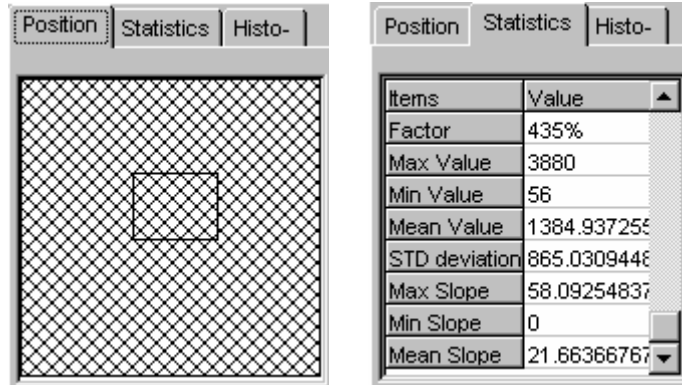 Position Statistics Histo-
Position Statistics Histo-
Items Value
Factor 435%
Max Value 3880
Min Value 56
Mean Value 1384.937255
STD deviation 865.0309448
Max Slope 58.09254837
Min Slope 0
Mean Slope 21.66366767